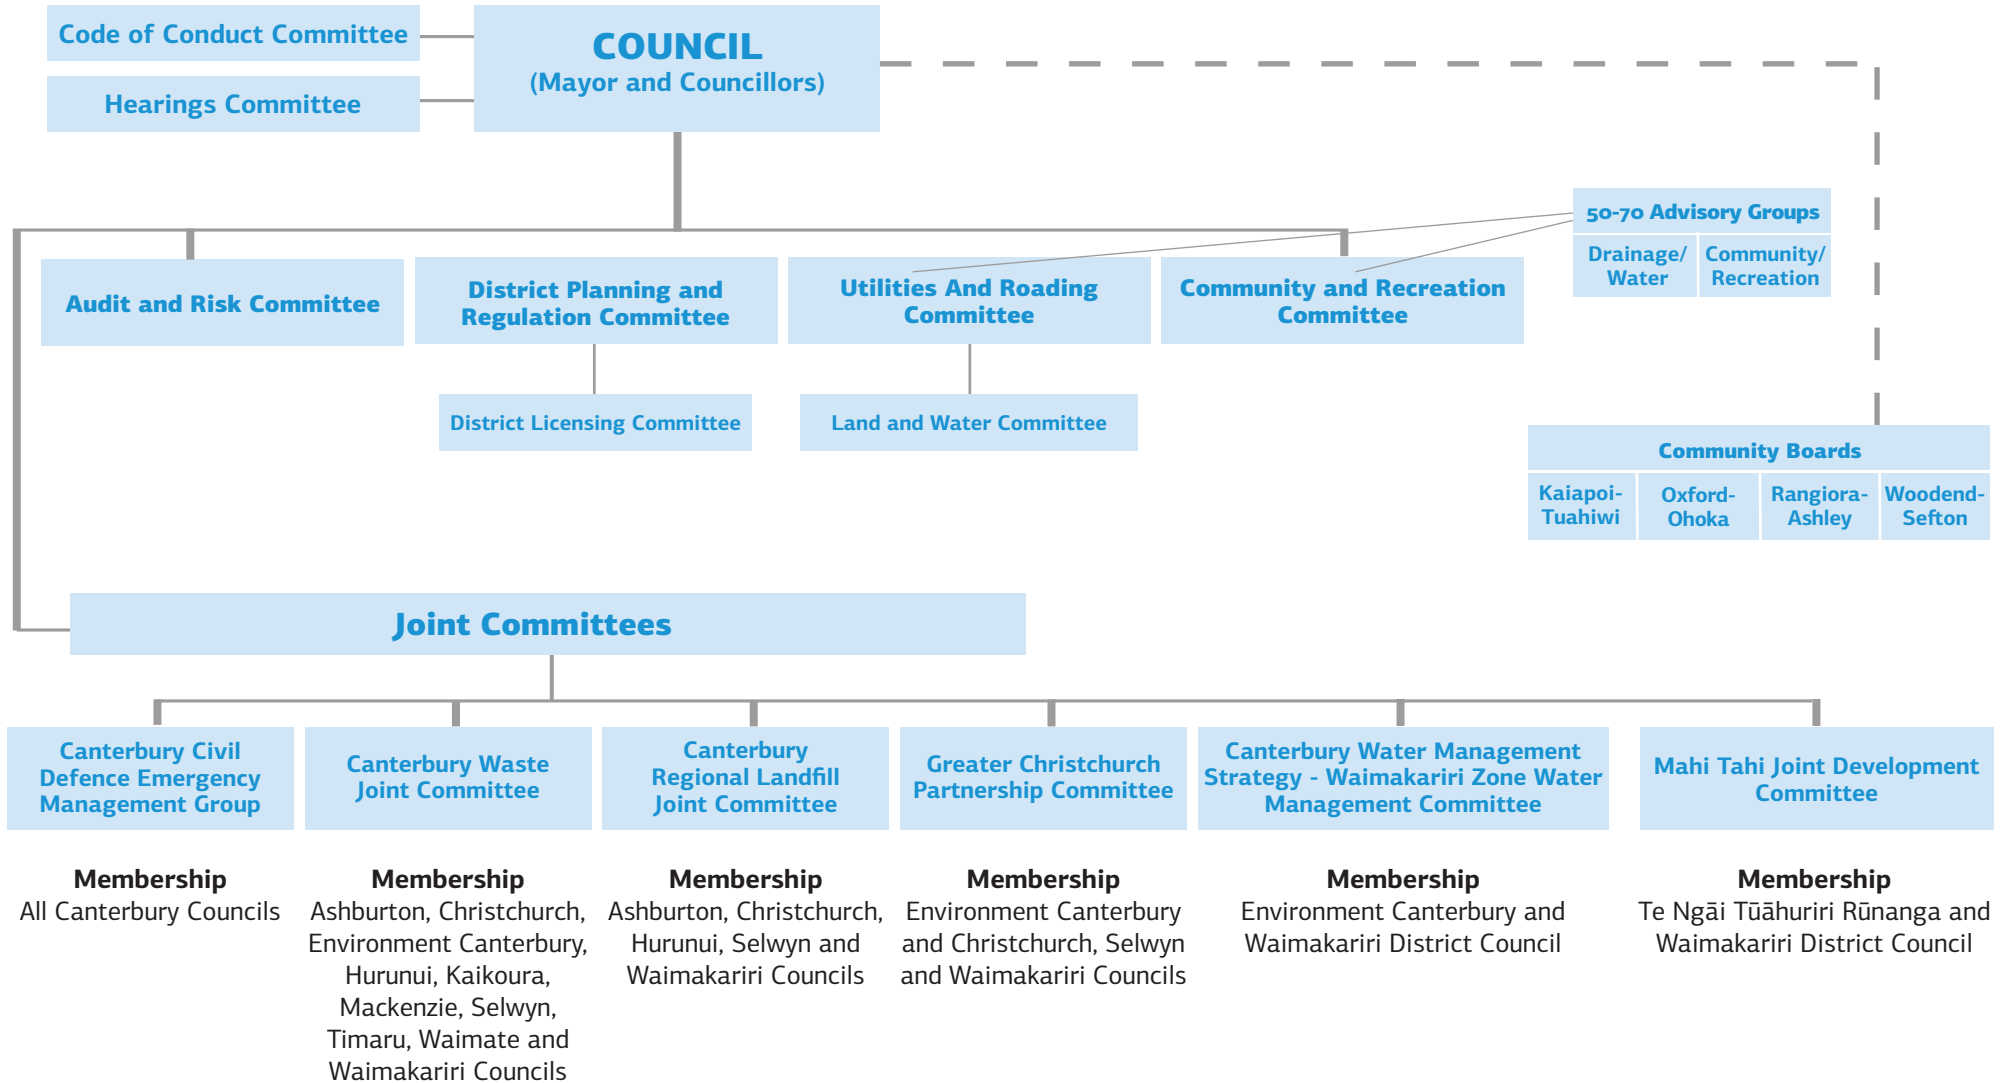 Code of Conduct Committee
Hearings Committee
COUNCIL
(Mayor and Councillors)
50-70 Advisory Groups
Drainage/
Water
Community/
Recreation
Audit and Risk Committee
District Planning and
Regulation Committee
Utilities And Roading
Committee
Community and Recreation
Committee
District Licensing Committee
Land and Water Committee
Community Boards
Kaiapoi-
Tuahiwi
Oxford-
Ohoka
Rangiora-
Ashley
Woodend-
Sefton
Joint Committees
Canterbury Civil
Defence Emergency
Management Group
Membership
All Canterbury Councils
Canterbury Waste
Joint Committee
Membership
Ashburton, Christchurch,
Environment Canterbury,
Hurunui, Kaikoura,
Mackenzie, Selwyn,
Timaru, Waimate and
Waimakariri Councils
Canterbury
Regional Landfill
Joint Committee
Membership
Ashburton, Christchurch,
Hurunui, Selwyn and
Waimakariri Councils
Greater Christchurch
Partnership Committee
Membership
Environment Canterbury
and Christchurch, Selwyn
and Waimakariri Councils
Canterbury Water Management
Strategy - Waimakariri Zone Water
Management Committee
Membership
Environment Canterbury and
Waimakariri District Council
Mahi Tahi Joint Development
Committee
Membership
Te Ngāi Tūāhuriri Rūnanga and
Waimakariri District Council